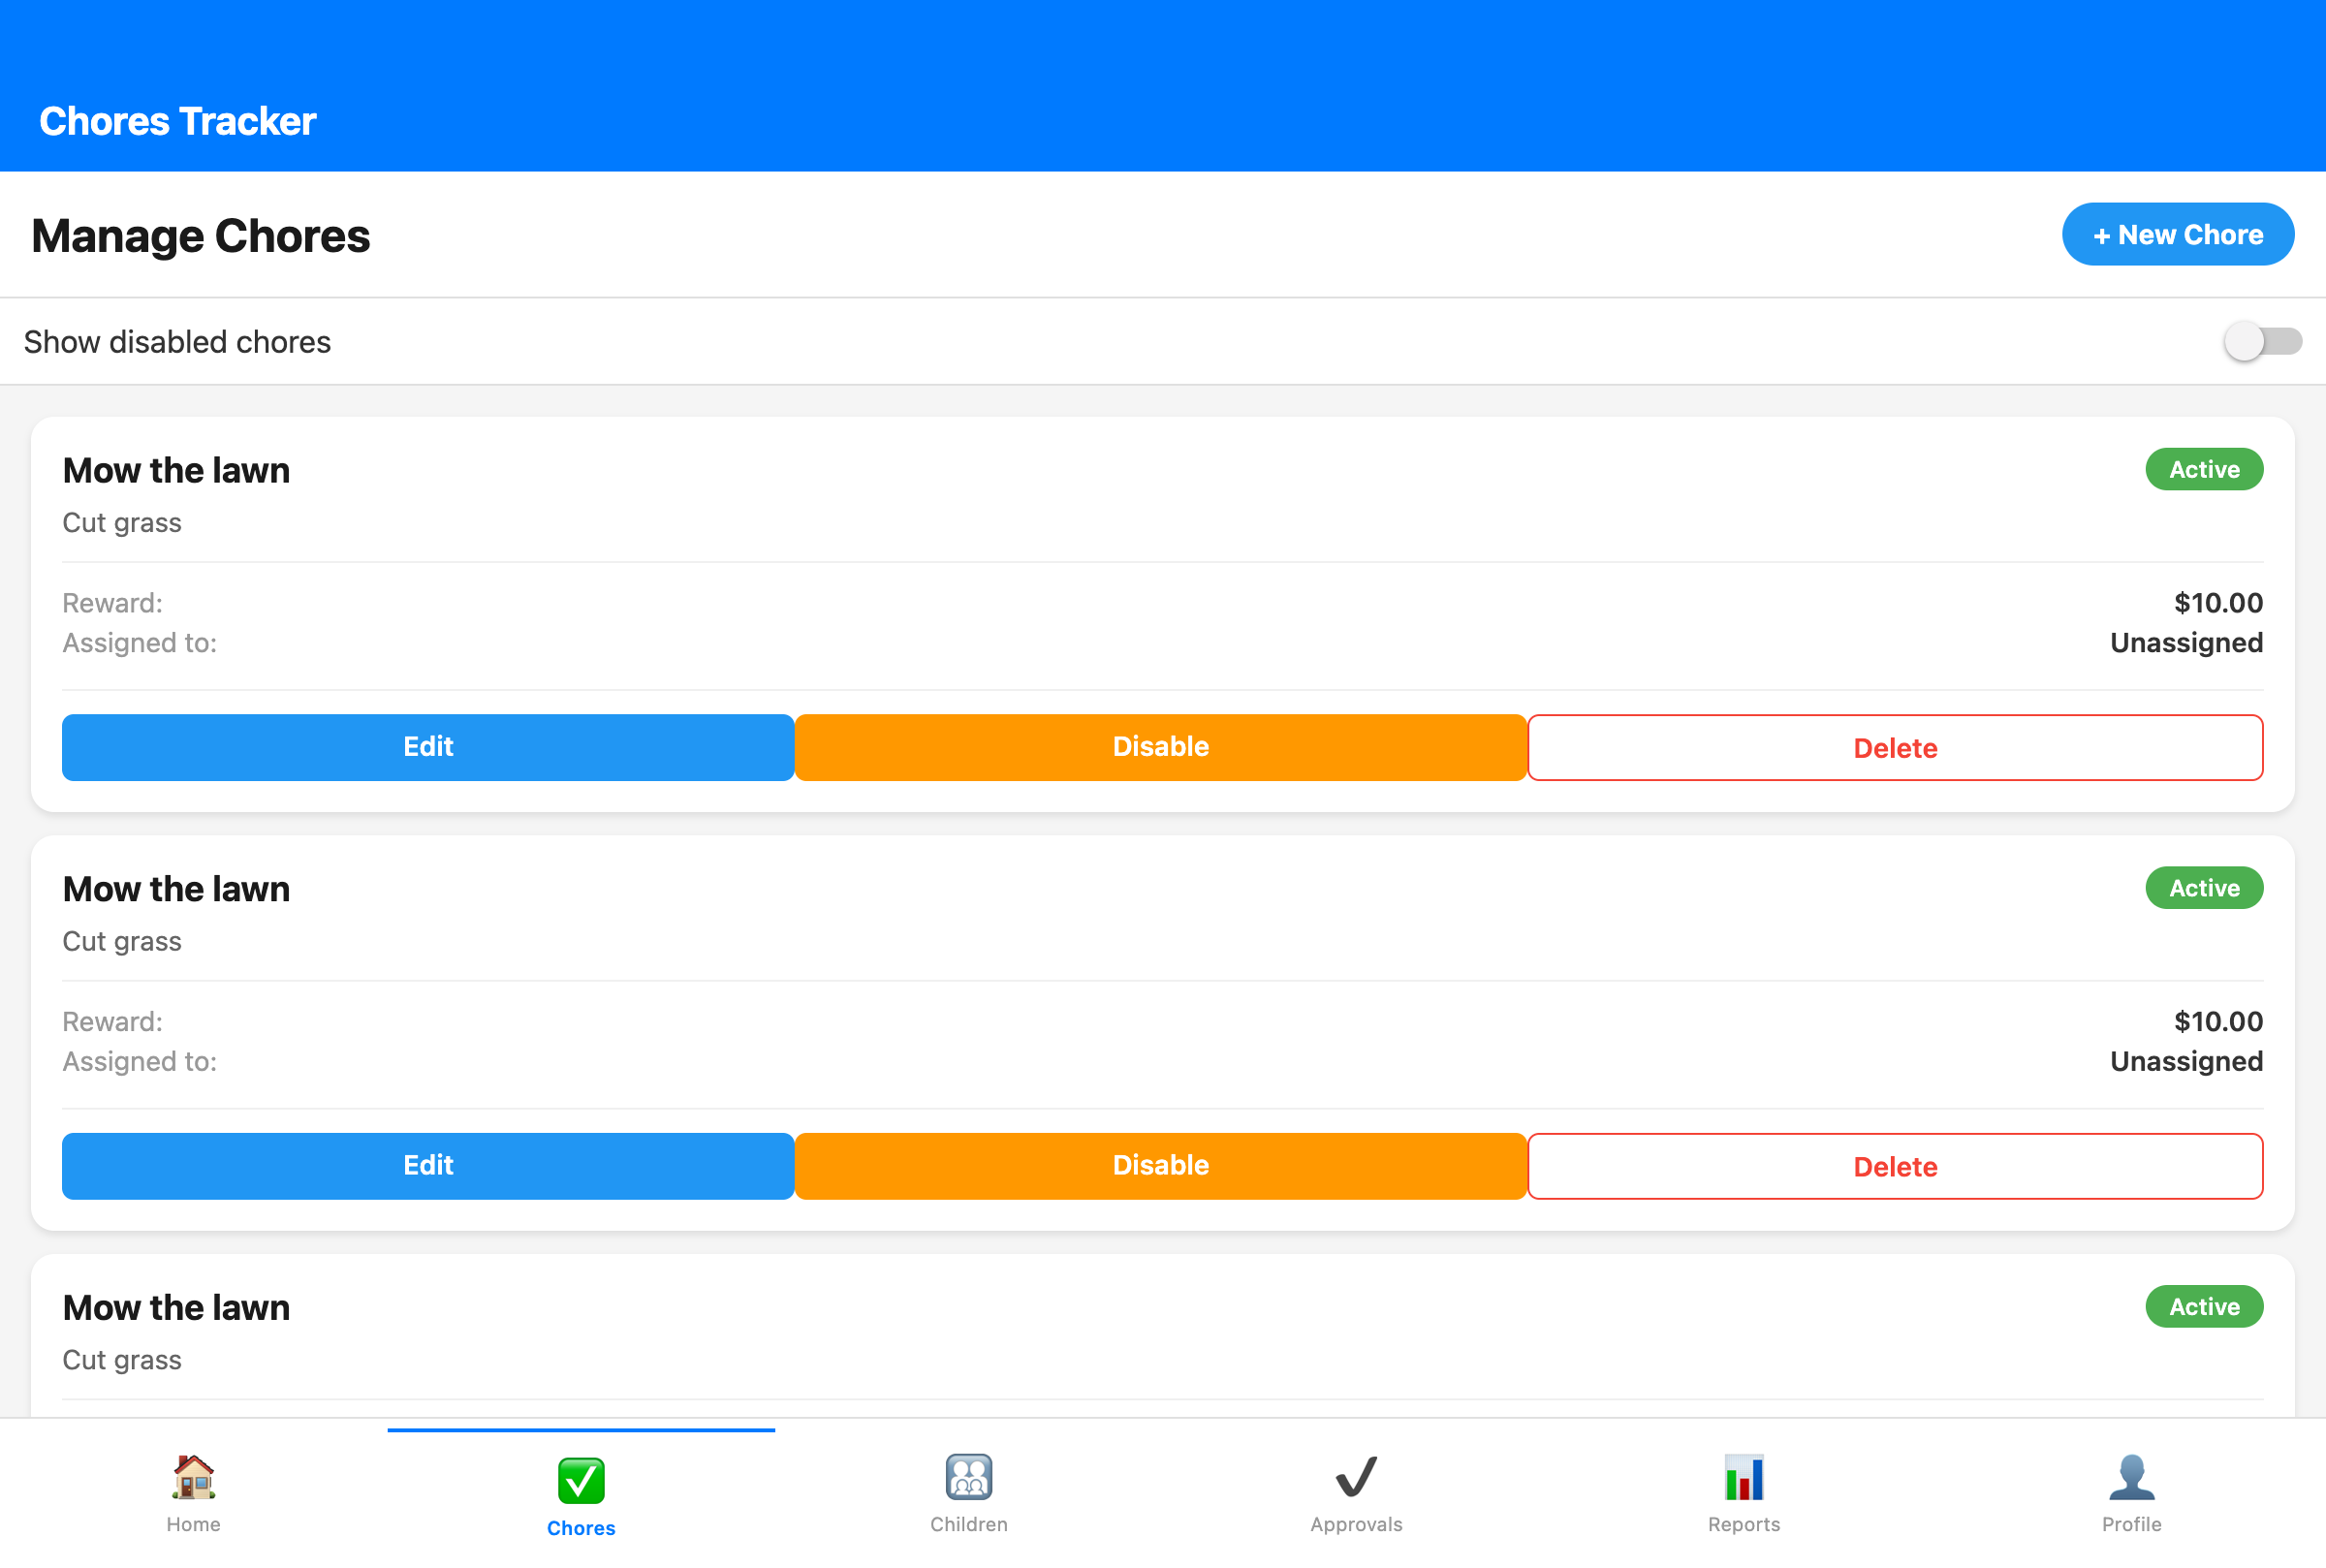 Chores Tracker
Manage Chores
+ New Chore
Show disabled chores
Mow the lawn
Active
Cut grass
Reward:
$10.00
Assigned to:
Unassigned
Edit
Disable
Delete
Mow the lawn
Active
Cut grass
Reward:
$10.00
Assigned to:
Unassigned
Edit
Disable
Delete
Mow the lawn
Active
Cut grass
Home
Chores
Children
Approvals
Reports
Profile